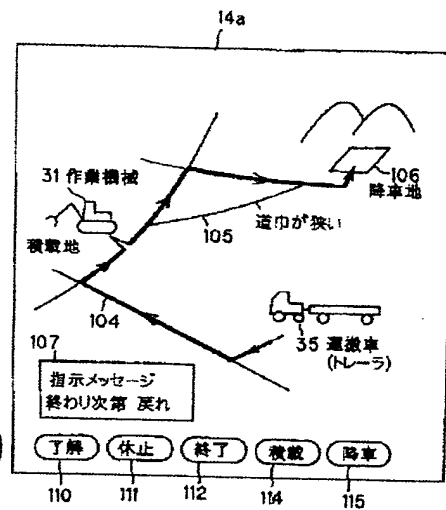 14a
31 作業機械
106
降車地
積載地
105
道巾が狭い
104
35 運搬車
(トレーラ)
107
指示メッセージ
終わり次第 戻れ
了解 休止 終了 積載 降車
110 111 112 114 115